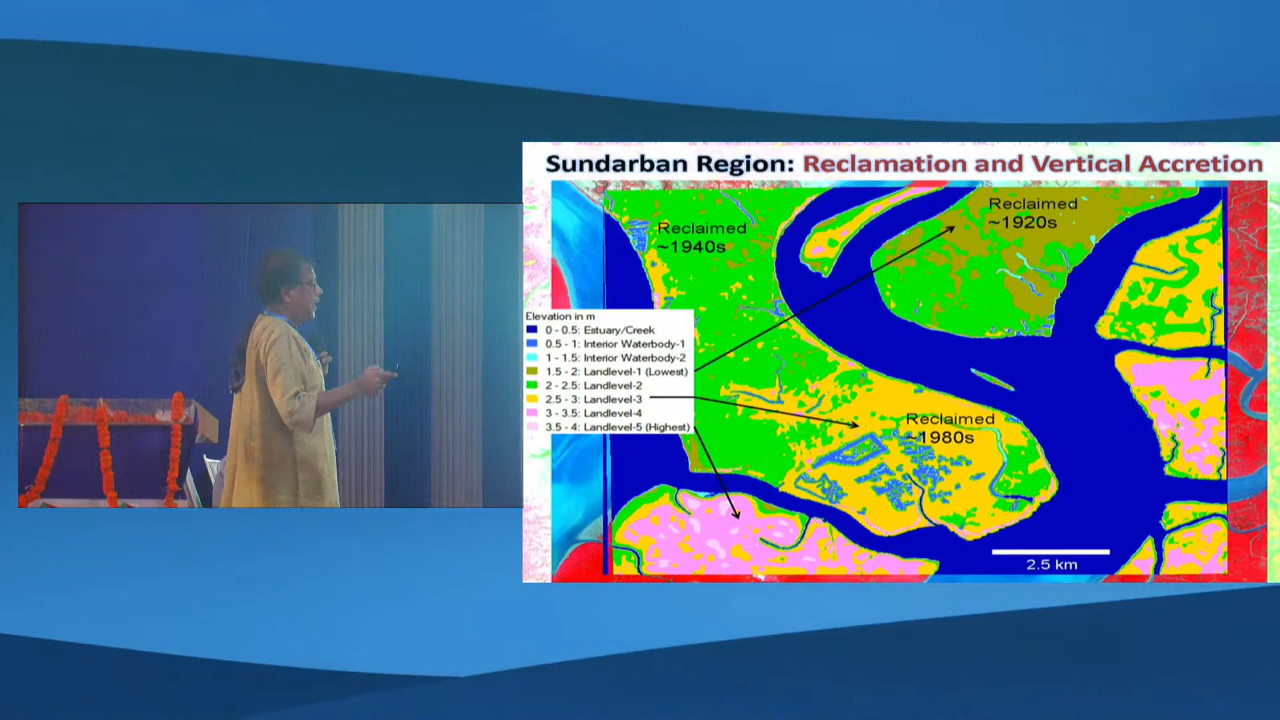 Sundarban Region: Reclamation and Vertical Accretion
Reclaimed
~1940s
Reclaimed
~1920s
Elevation in m
0 - 0.5: Estuary/Creek
0.5 - 1: Interior Waterbody-1
1 - 1.5: Interior Waterbody-2
1.5 - 2: Landlevel-1 (Lowest)
2 - 2.5: Landlevel-2
2.5 - 3: Landlevel-3
3 - 3.5: Landlevel-4
3.5 - 4: Landlevel-5 (Highest)
Reclaimed
~1980s
2.5 km